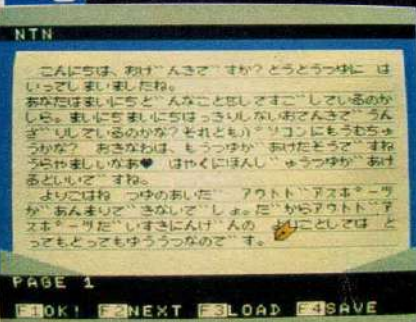 NTN
こんにちは、おげんきですか？とうとうつゆに は
いってしまいましたね。
あなたはまいにちどんなことをしてすごしているのか
しら。まいにちまいにちはっきりしないおてんきでうん
ざりしているのかな？それともパソコンにもうむちゅ
うかな？ おきなわは、もうつゆがあけたそうですね
うらやましいなあ♥ はやくにほんじゅうつゆがあけ
るといいですね。
よりこはね つゆのあいだ アウトドアスポーツ
があんまりできないでしょ。だからアウトドア
スポーツだいすきにんげんの よりことしては と
ってもとってもゆううつなのです。
PAGE 1
F1OK! F2NEXT F3LOAD F4SAVE